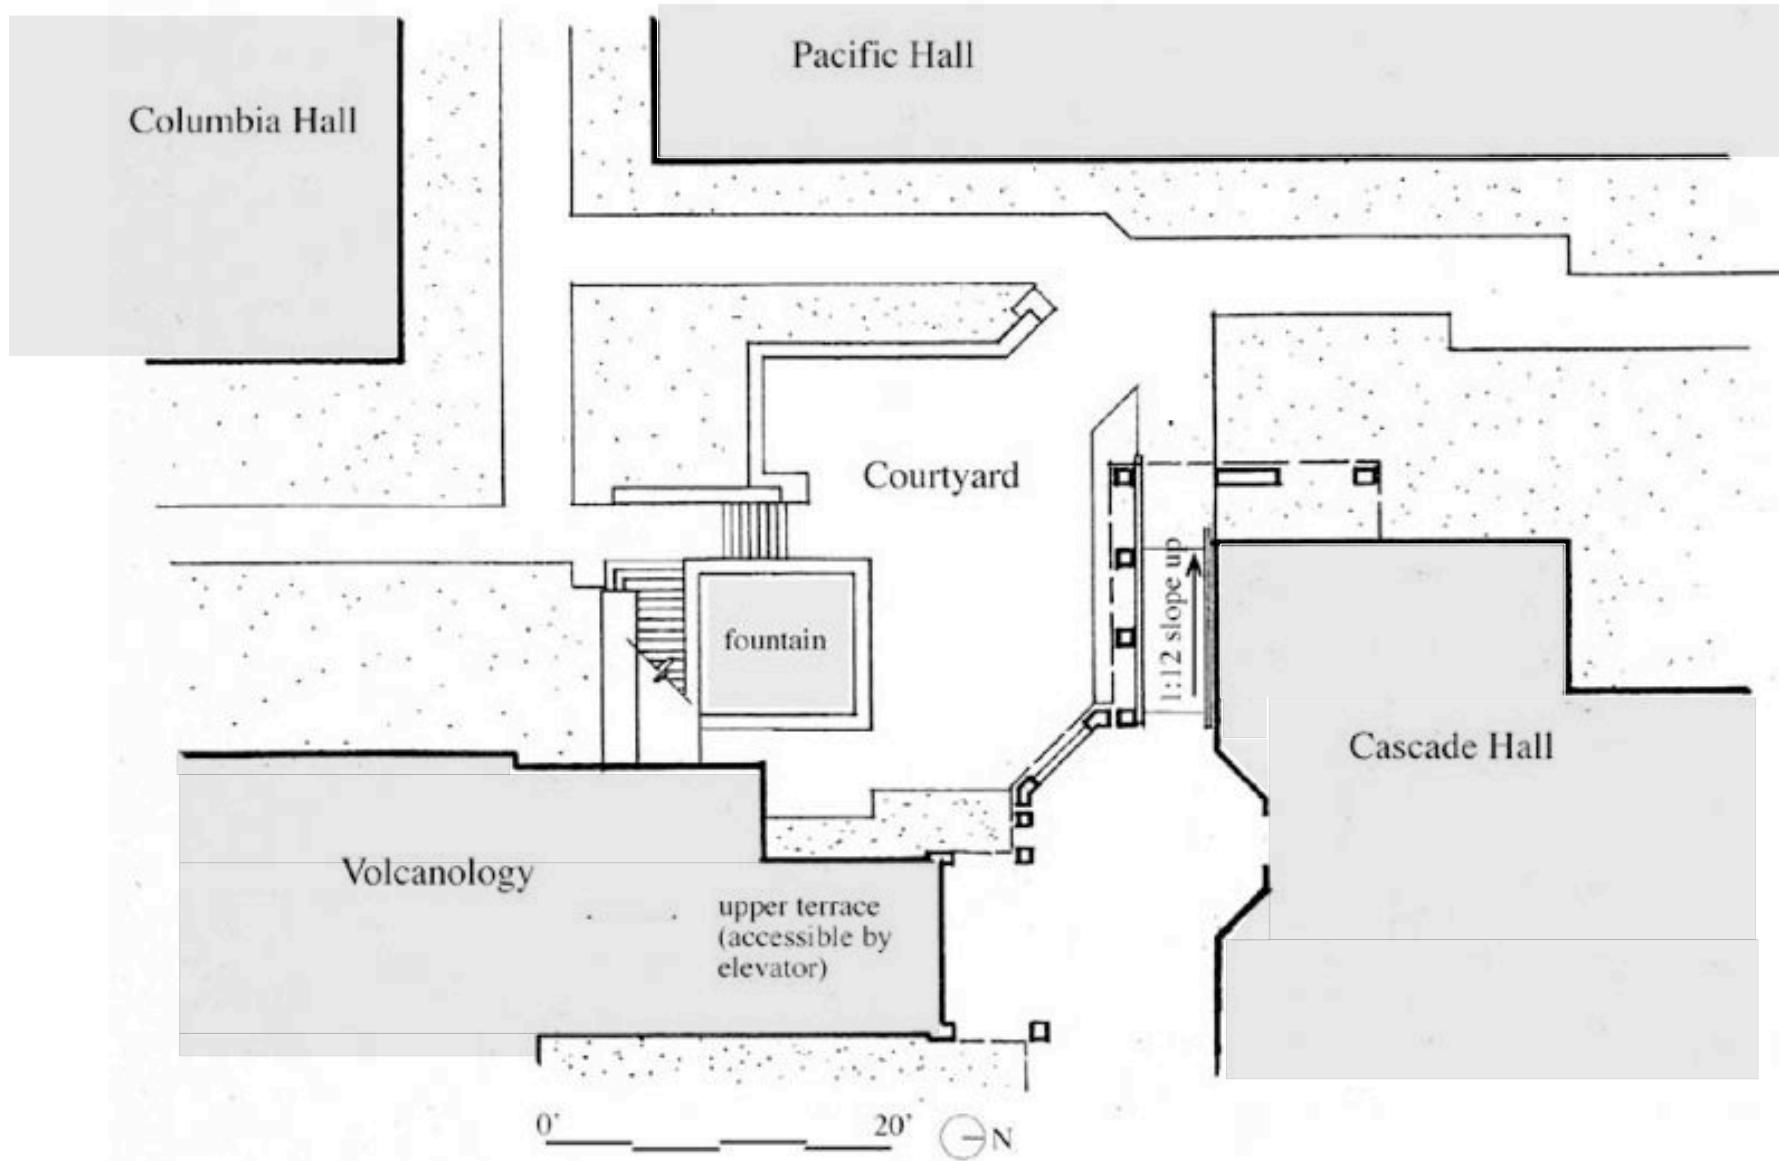 Pacific Hall
Columbia Hall
Courtyard
1:12 slope up
fountain
Cascade Hall
Volcanology
upper terrace
(accessible by
elevator)
0' 20' N